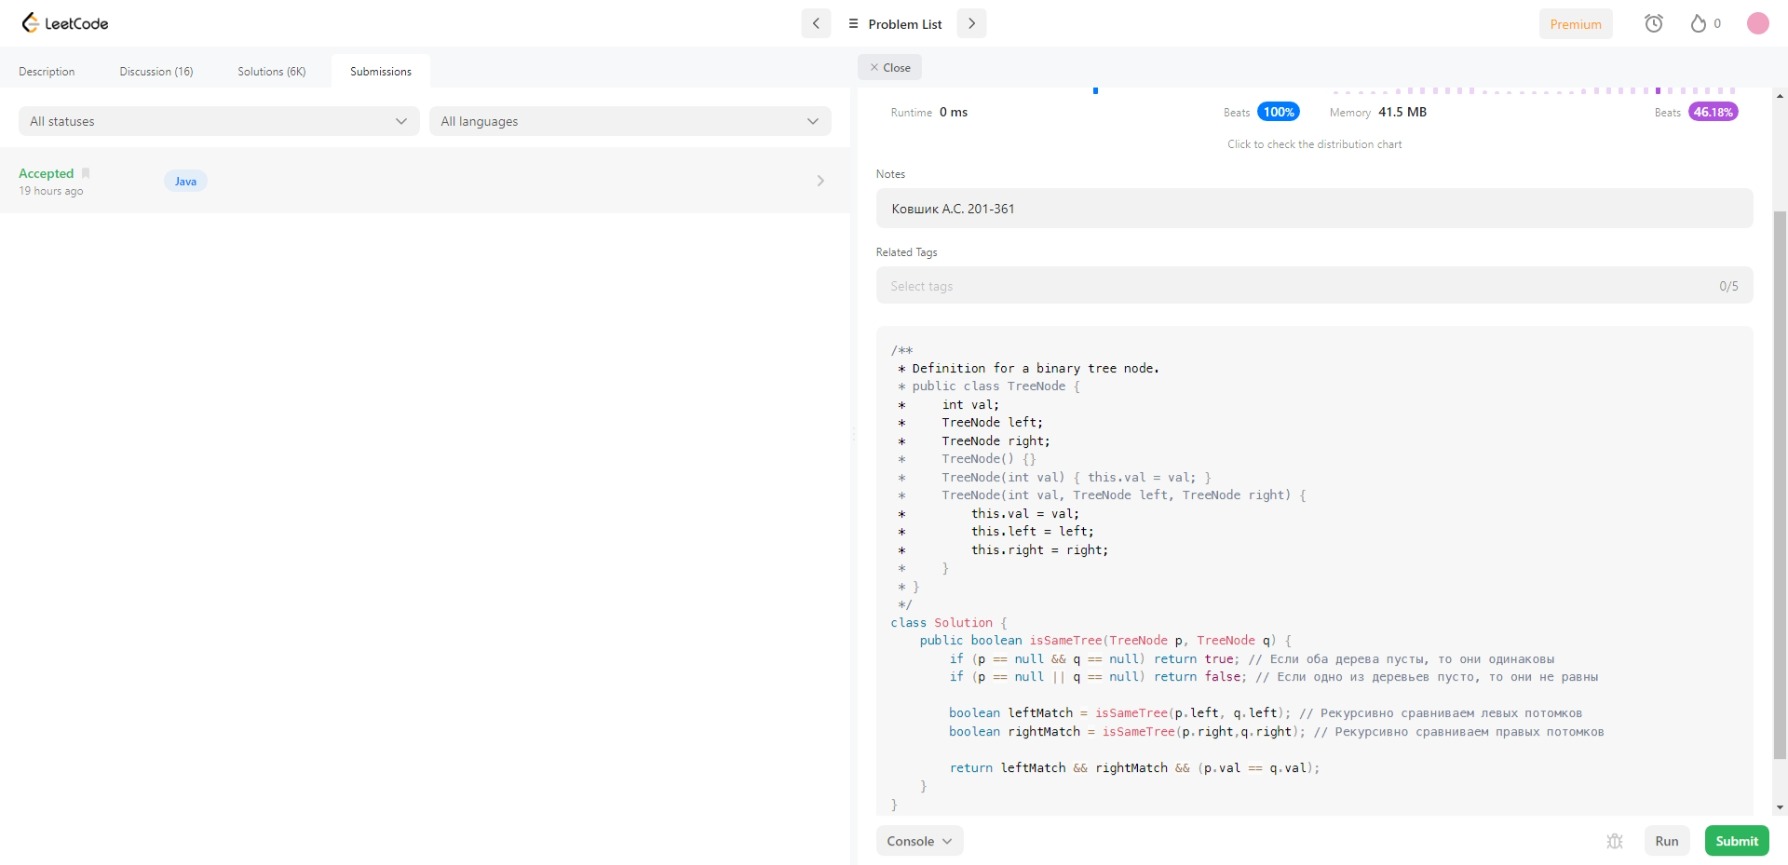 LeetCode
Problem List
Premium
0
Description
Discussion (16)
Solutions (6K)
Submissions
Close
All statuses
All languages
Accepted
19 hours ago
Java
Runtime 0 ms
Beats 100%
Memory 41.5 MB
Beats 46.18%
Click to check the distribution chart
Notes
Ковшик А.С. 201-361
Related Tags
Select tags
0/5
/**
 * Definition for a binary tree node.
 * public class TreeNode {
 *     int val;
 *     TreeNode left;
 *     TreeNode right;
 *     TreeNode() {}
 *     TreeNode(int val) { this.val = val; }
 *     TreeNode(int val, TreeNode left, TreeNode right) {
 *         this.val = val;
 *         this.left = left;
 *         this.right = right;
 *     }
 * }
 */
class Solution {
    public boolean isSameTree(TreeNode p, TreeNode q) {
        if (p == null && q == null) return true; // Если оба дерева пусты, то они одинаковы
        if (p == null || q == null) return false; // Если одно из деревьев пусто, то они не равны
        boolean leftMatch = isSameTree(p.left, q.left); // Рекурсивно сравниваем левых потомков
        boolean rightMatch = isSameTree(p.right,q.right); // Рекурсивно сравниваем правых потомков
        return leftMatch && rightMatch && (p.val == q.val);
    }
}
Console
Run
Submit